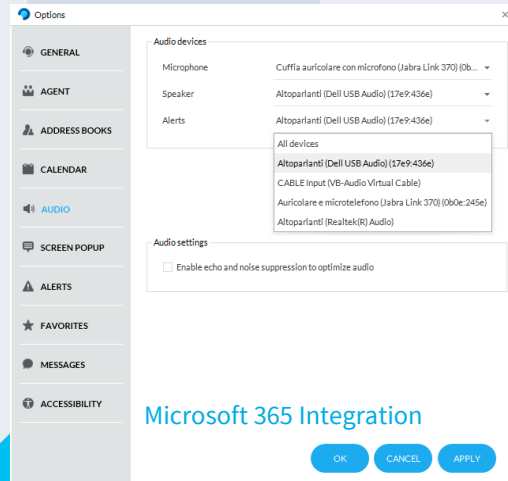 Options
GENERAL
AGENT
ADDRESS BOOKS
CALENDAR
AUDIO
SCREEN POPUP
ALERTS
FAVORITES
MESSAGES
ACCESSIBILITY
Audio devices
Microphone Cuffia auricolare con microfono (Jabra Link 370) (0b...
Speaker Altoparlanti (Dell USB Audio) (17e9:436e)
Alerts Altoparlanti (Dell USB Audio) (17e9:436e)
All devices
Altoparlanti (Dell USB Audio) (17e9:436e)
CABLE Input (VB-Audio Virtual Cable)
Auricolare e microtelefono (Jabra Link 370) (0b0e:245e)
Altoparlanti (Realtek(R) Audio)
Audio settings
Enable echo and noise suppression to optimize audio
Microsoft 365 Integration
OK CANCEL APPLY